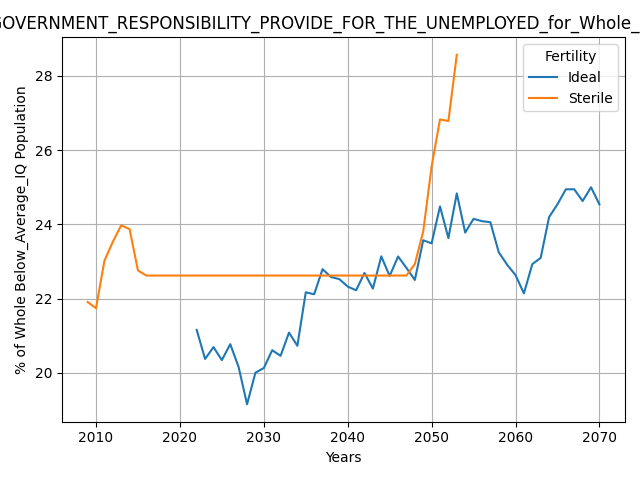 GOVERNMENT_RESPONSIBILITY_PROVIDE_FOR_THE_UNEMPLOYED_for_Whole_
Fertility
Ideal
Sterile
% of Whole Below_Average_IQ Population
28
26
24
22
20
2010 2020 2030 2040 2050 2060 2070
Years